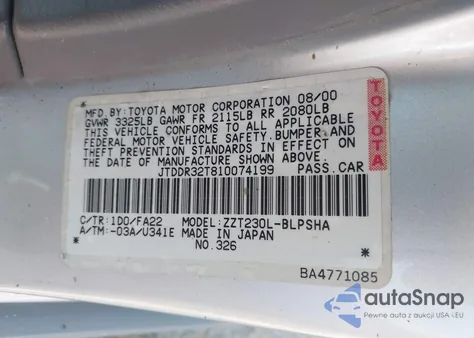 MFD. BY: TOYOTA MOTOR CORPORATION 08/00
GVWR 3325LB GAWR FR 2115LB RR 2080LB
THIS VEHICLE CONFORMS TO ALL APPLICABLE
FEDERAL MOTOR VEHICLE SAFETY, BUMPER, AND
THEFT PREVENTION STANDARDS IN EFFECT ON
THE DATE OF MANUFACTURE SHOWN ABOVE.
JTDDR32T810074199 PASS. CAR
TOYOTA
C/TR: 1D0/FA22 MODEL: ZZT230L-BLPSHA
A/TM: -03A/U341E MADE IN JAPAN
NO. 326
BA4771085
autoSnap
Pewne auta z ubezpieczalni USA i EU